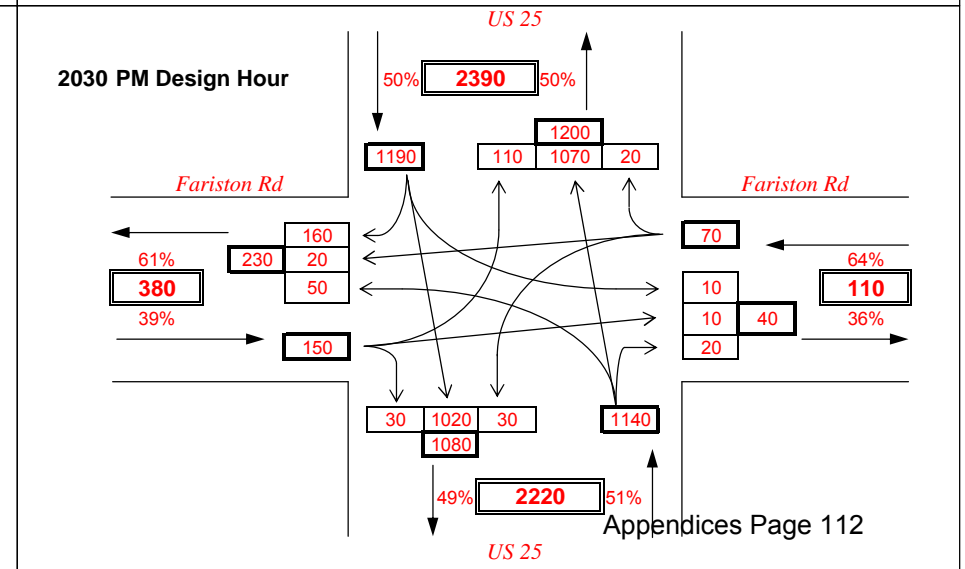 US 25
2030 PM Design Hour
50% 2390 50%
1200
1190 110 1070 20
Fariston Rd Fariston Rd
160 70
61% 230 20 64%
380 50 10 110
39% 10 40 36%
150 20
30 1020 30 1140
1080
49% 2220 51%
Appendices Page 112
US 25